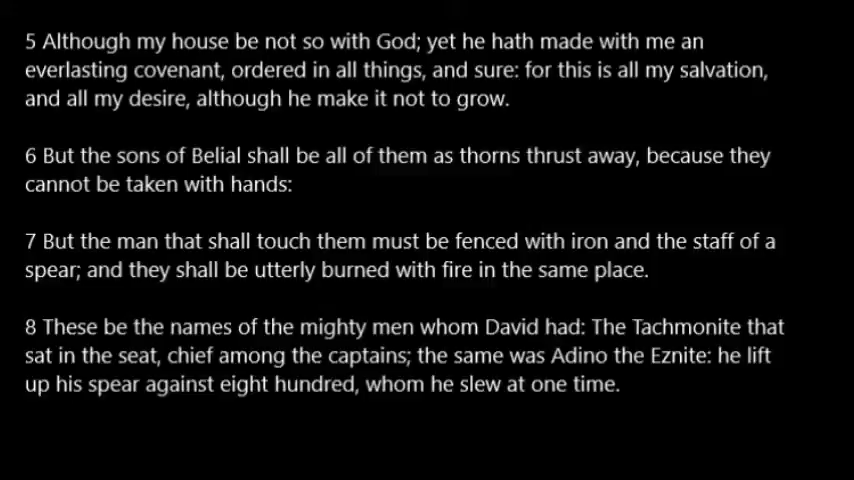 5 Although my house be not so with God; yet he hath made with me an
everlasting covenant, ordered in all things, and sure: for this is all my salvation,
and all my desire, although he make it not to grow.
6 But the sons of Belial shall be all of them as thorns thrust away, because they
cannot be taken with hands:
7 But the man that shall touch them must be fenced with iron and the staff of a
spear; and they shall be utterly burned with fire in the same place.
8 These be the names of the mighty men whom David had: The Tachmonite that
sat in the seat, chief among the captains; the same was Adino the Eznite: he lift
up his spear against eight hundred, whom he slew at one time.